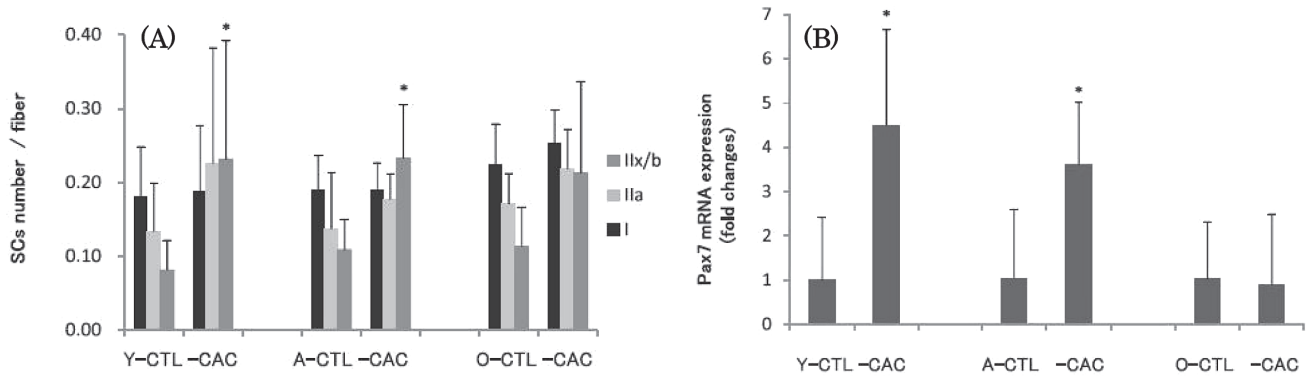 (A)
*
*
0.40
0.30
0.20
0.10
0.00
SCs number / fiber
IIx/b
IIa
I
Y-CTL -CAC
A-CTL -CAC
O-CTL -CAC
(B)
*
*
7
6
5
4
3
2
1
0
Pax7 mRNA expression
(fold changes)
Y-CTL -CAC
A-CTL -CAC
O-CTL -CAC